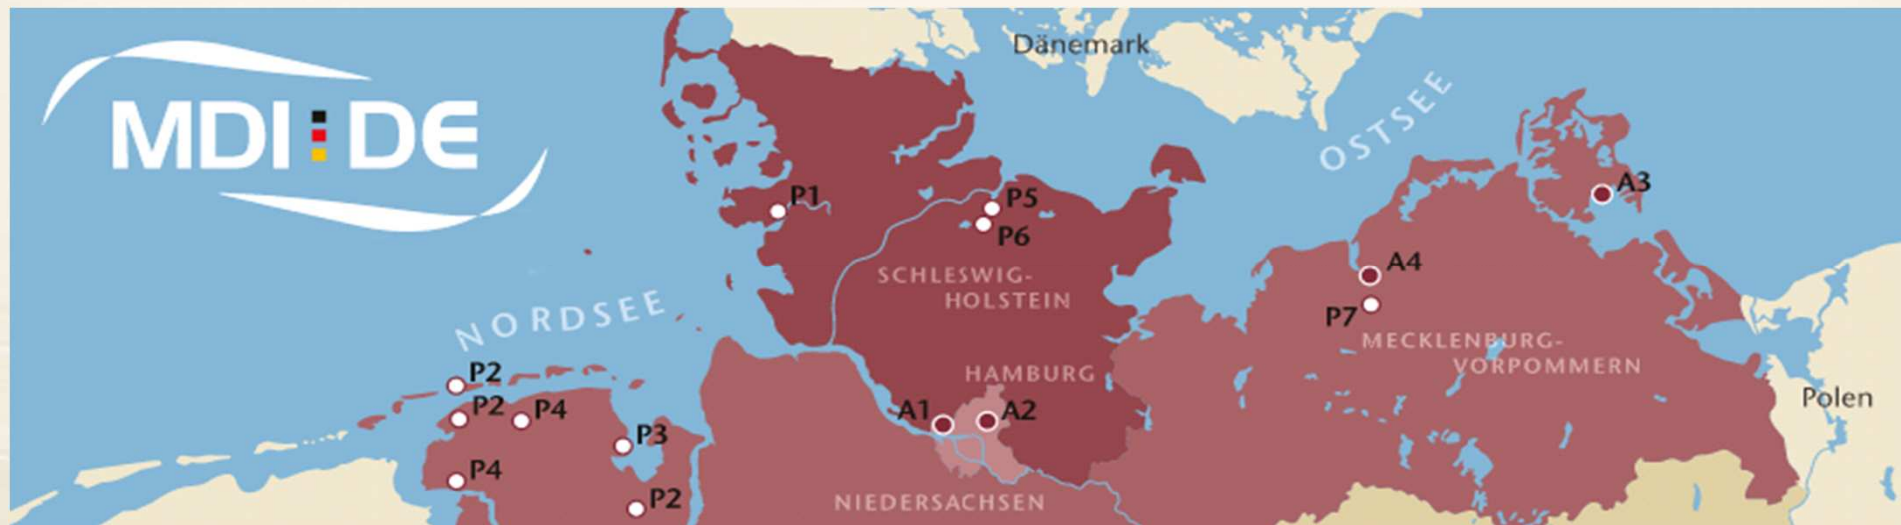 MDI:DE
Dänemark
OSTSEE
P1
P5
P6
A3
SCHLESWIG-
HOLSTEIN
A4
P7
NORDSEE
MECKLENBURG-
VORPOMMERN
P2
HAMBURG
Polen
P2
P4
A1
A2
P3
P4
P2
NIEDERSACHSEN